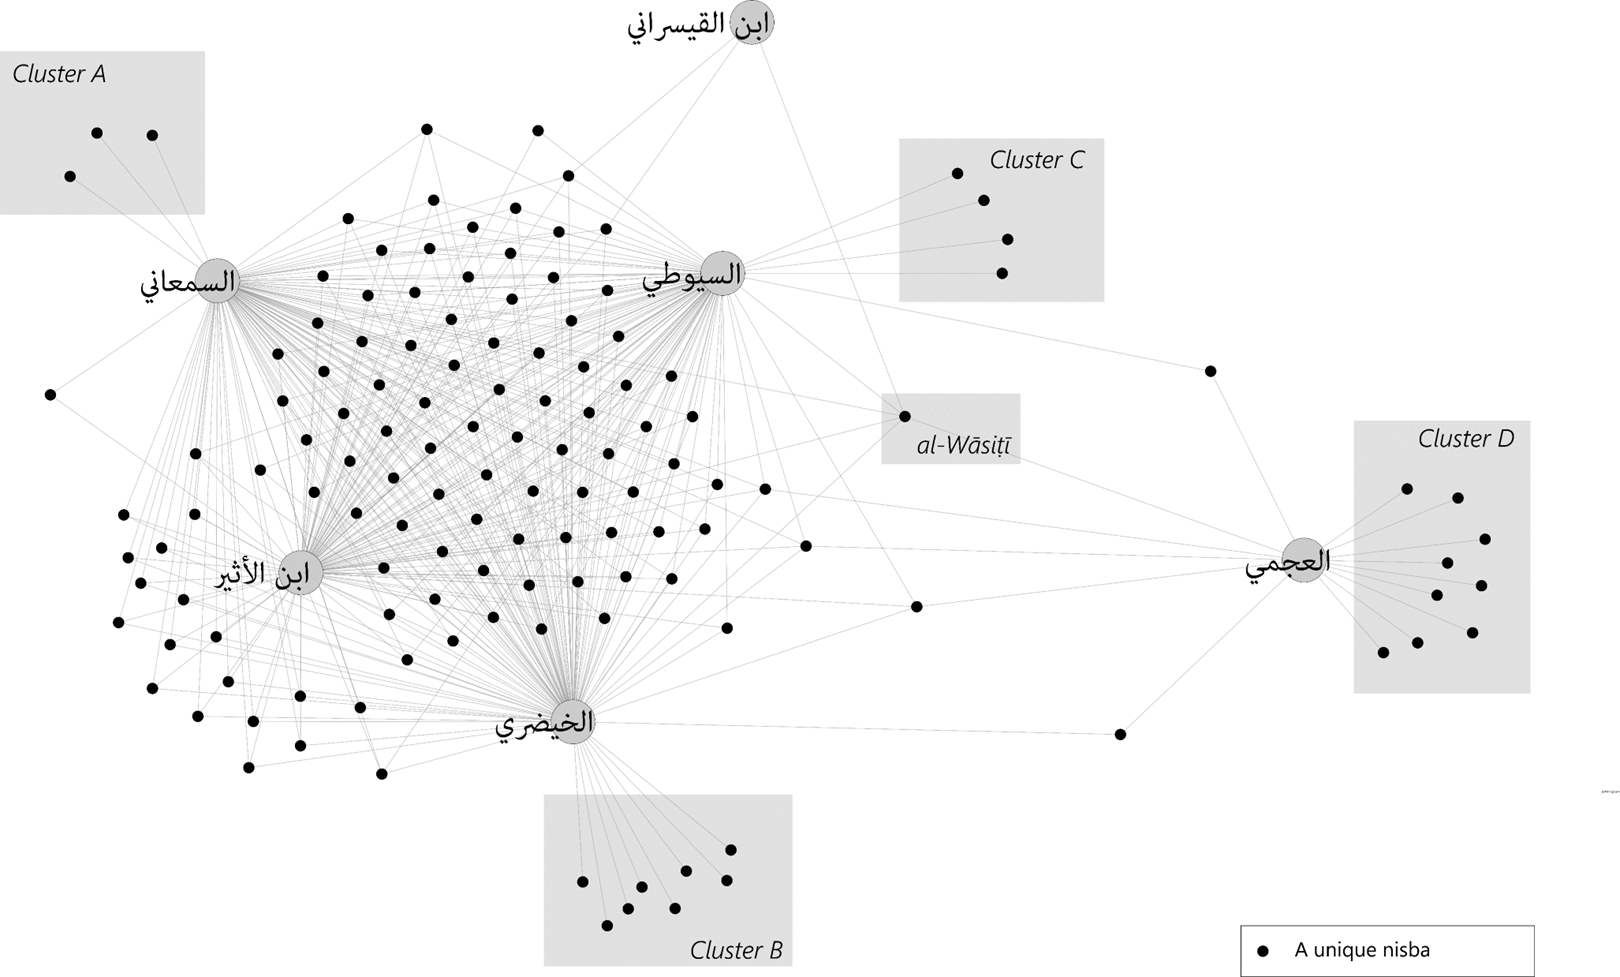 ابن القيسراني
Cluster A
Cluster C
السمعاني
السيوطي
al-Wāsiṭī
Cluster D
ابن الأثير
العجمي
الخيضري
Cluster B
A unique nisba